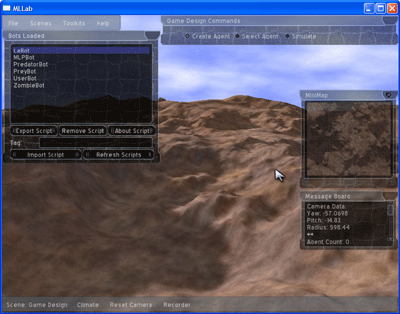 MLLab
File Scenes Toolkits Help
Game Design Commands
Create Agent Select Agent Simulate
Bots Loaded
LaBot
MLPBot
PredatorBot
PreyBot
UserBot
ZombieBot
Export Script Remove Script About Script
Tag
Import Script Refresh Scripts
MiniMap
Message Board
Camera Data:
Yaw: -57.0698
Pitch: -14.83
Radius: 598.44
**
Agent Count: 0
Scene: Game Design Climate Reset Camera Recorder